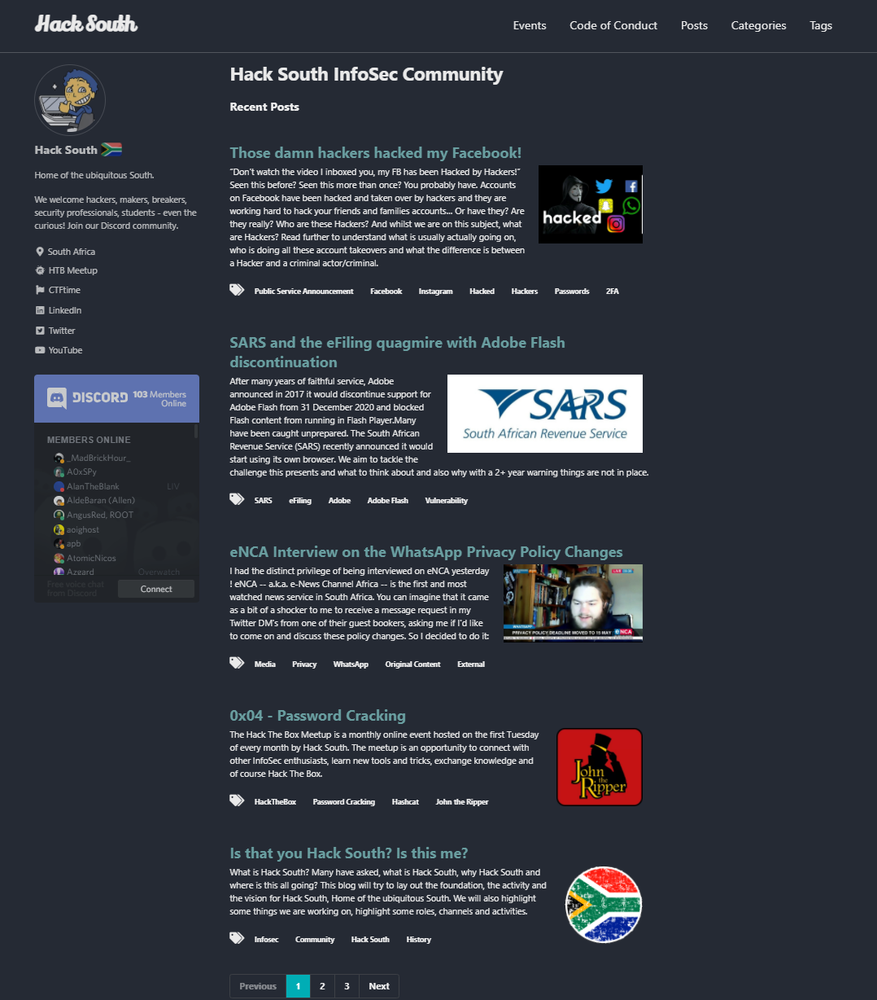 Hack South
Events Code of Conduct Posts Categories Tags
Hack South
Home of the ubiquitous South.
We welcome hackers, makers, breakers,
security professionals, students - even the
curious! Join our Discord community.
South Africa
HTB Meetup
CTFtime
LinkedIn
Twitter
YouTube
DISCORD 103 Members
Online
MEMBERS ONLINE
_MadBrickHour_
A0xSPy
AlanTheBlank LIV
AldeBaran (Allen)
AngusRed, ROOT
aoighost
apb
AtomicNicos
Azgard Overwatch
Free voice chat
from Discord
Connect
Hack South InfoSec Community
Recent Posts
Those damn hackers hacked my Facebook!
“Don't watch the video I inboxed you, my FB has been Hacked by Hackers!”
Seen this before? Seen this more than once? You probably have. Accounts
on Facebook have been hacked and taken over by hackers and they are
working hard to hack your friends and families accounts... Or have they? Are
they really? Who are these Hackers? And whilst we are on this subject, what
are Hackers? Read further to understand what is usually actually going on,
who is doing all these account takeovers and what the difference is between
a Hacker and a criminal actor/criminal.
hacked
Public Service Announcement Facebook Instagram Hacked Hackers Passwords 2FA
SARS and the eFiling quagmire with Adobe Flash
discontinuation
After many years of faithful service, Adobe
announced in 2017 it would discontinue support for
Adobe Flash from 31 December 2020 and blocked
Flash content from running in Flash Player.Many
have been caught unprepared. The South African
Revenue Service (SARS) recently announced it would
start using its own browser. We aim to tackle the
challenge this presents and what to think about and also why with a 2+ year warning things are not in place.
SARS
South African Revenue Service
SARS eFiling Adobe Adobe Flash Vulnerability
eNCA Interview on the WhatsApp Privacy Policy Changes
I had the distinct privilege of being interviewed on eNCA yesterday
! eNCA -- a.k.a. e-News Channel Africa -- is the first and most
watched news service in South Africa. You can imagine that it came
as a bit of a shocker to me to receive a message request in my
Twitter DM's from one of their guest bookers, asking me if I'd like
to come on and discuss these policy changes. So I decided to do it:
LIVE
WHATSAPP
PRIVACY POLICY DEADLINE MOVED TO 15 MAY
eNCA
Media Privacy WhatsApp Original Content External
0x04 - Password Cracking
The Hack The Box Meetup is a monthly online event hosted on the first Tuesday
of every month by Hack South. The meetup is an opportunity to connect with
other InfoSec enthusiasts, learn new tools and tricks, exchange knowledge and
of course Hack The Box.
John
the
Ripper
HackTheBox Password Cracking Hashcat John the Ripper
Is that you Hack South? Is this me?
What is Hack South? Many have asked, what is Hack South, why Hack South and
where is this all going? This blog will try to lay out the foundation, the activity and
the vision for Hack South, Home of the ubiquitous South. We will also highlight
some things we are working on, highlight some roles, channels and activities.
Infosec Community Hack South History
Previous 1 2 3 Next